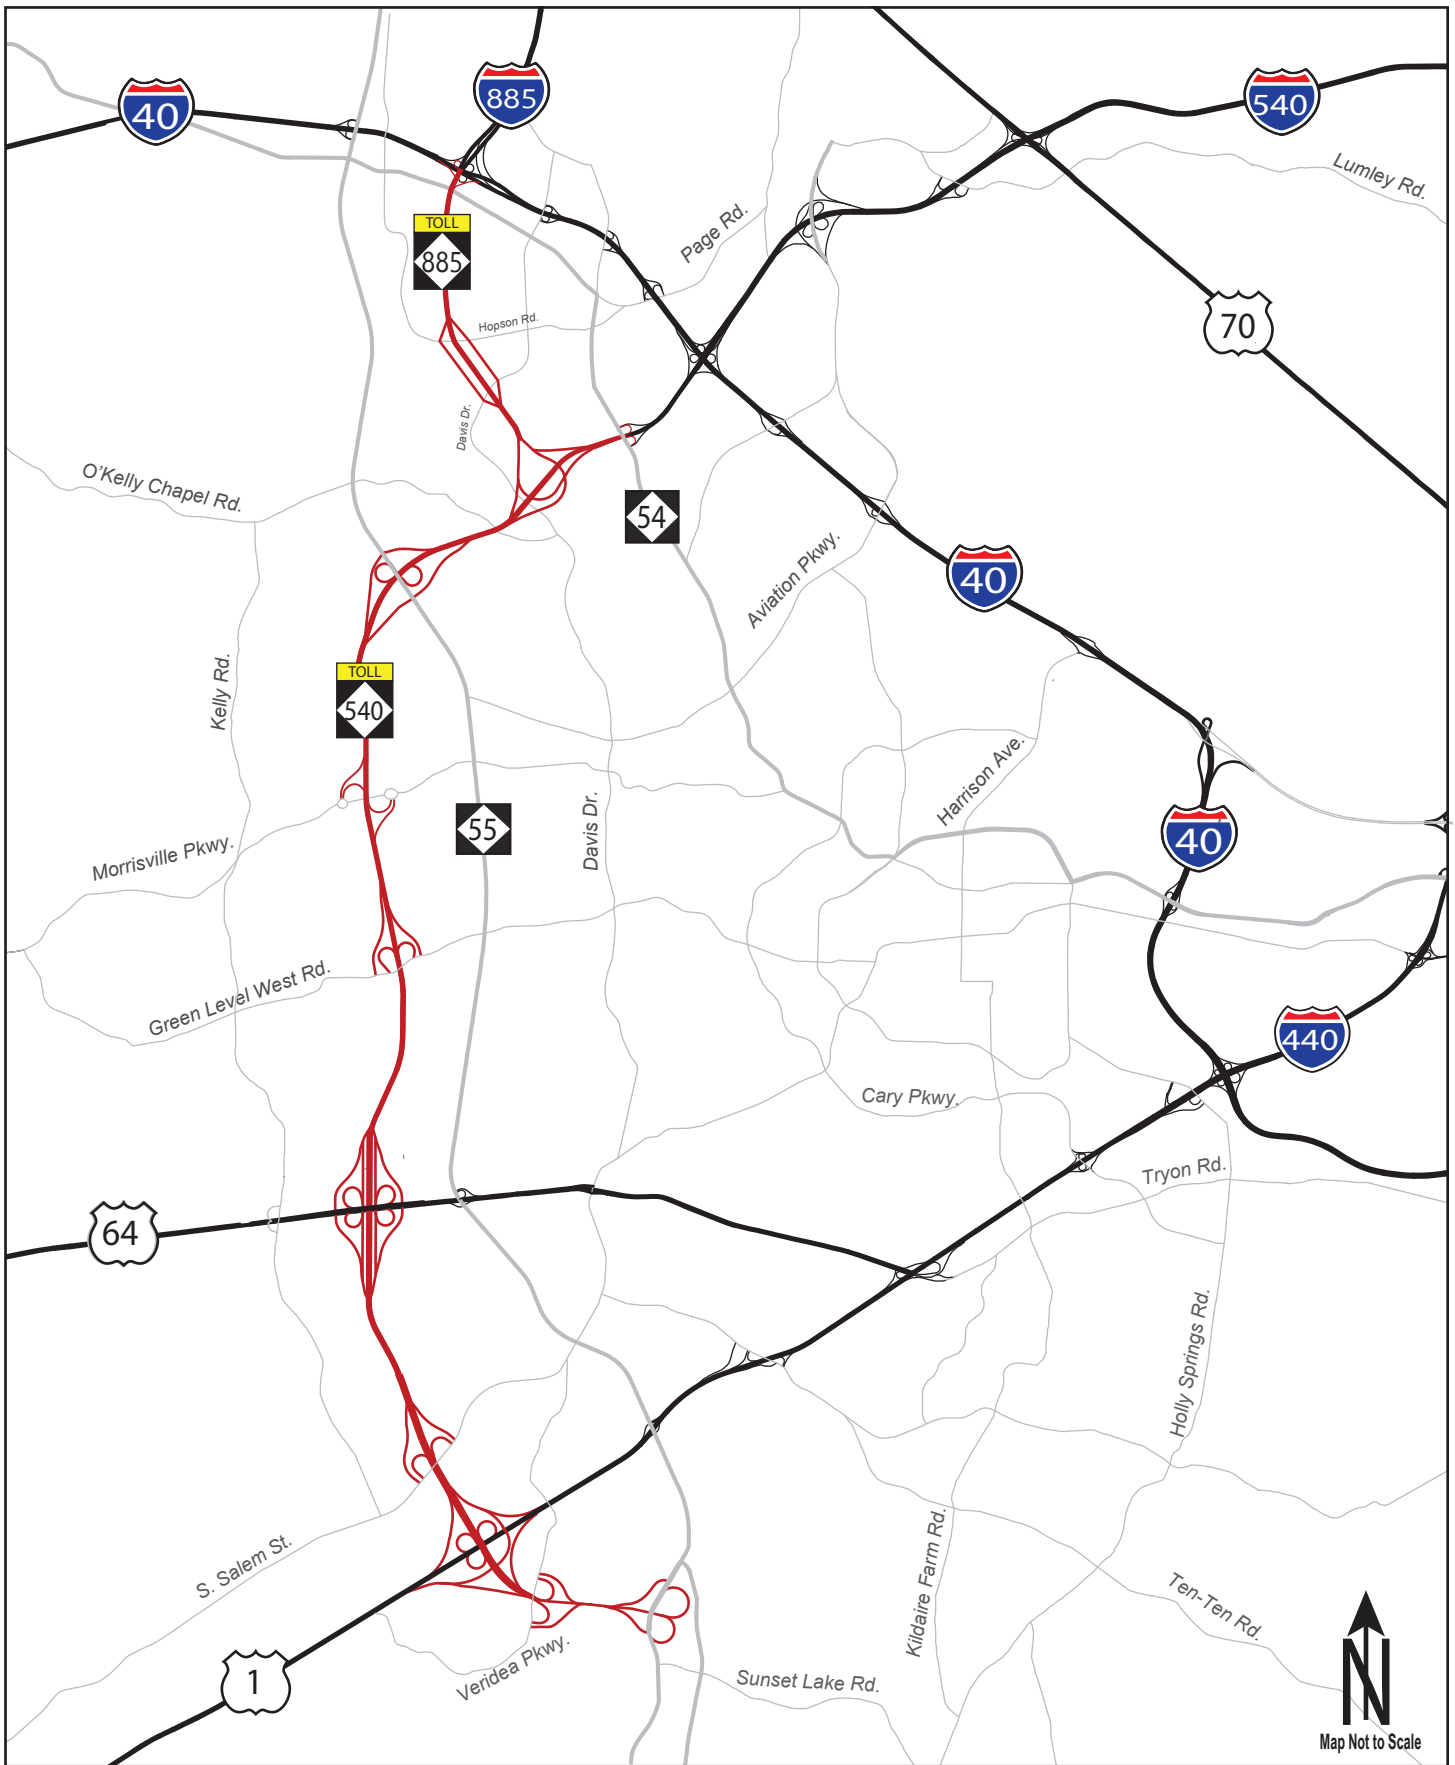 885
40
540
Lumley Rd.
Page Rd.
TOLL
885
Hopson Rd.
70
Davis Dr.
O'Kelly Chapel Rd.
54
Aviation Pkwy.
40
Kelly Rd.
TOLL
540
Harrison Ave.
55
Davis Dr.
40
Morrisville Pkwy.
Green Level West Rd.
440
Cary Pkwy.
Tryon Rd.
64
Holly Springs Rd.
S. Salem St.
Kildaire Farm Rd.
Ten-Ten Rd.
Veridea Pkwy.
1
Sunset Lake Rd.
N
Map Not to Scale